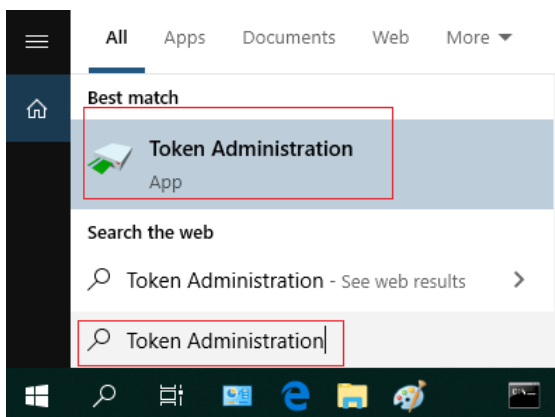 All Apps Documents Web More
Best match
Token Administration
App
Search the web
Token Administration - See web results
Token Administration